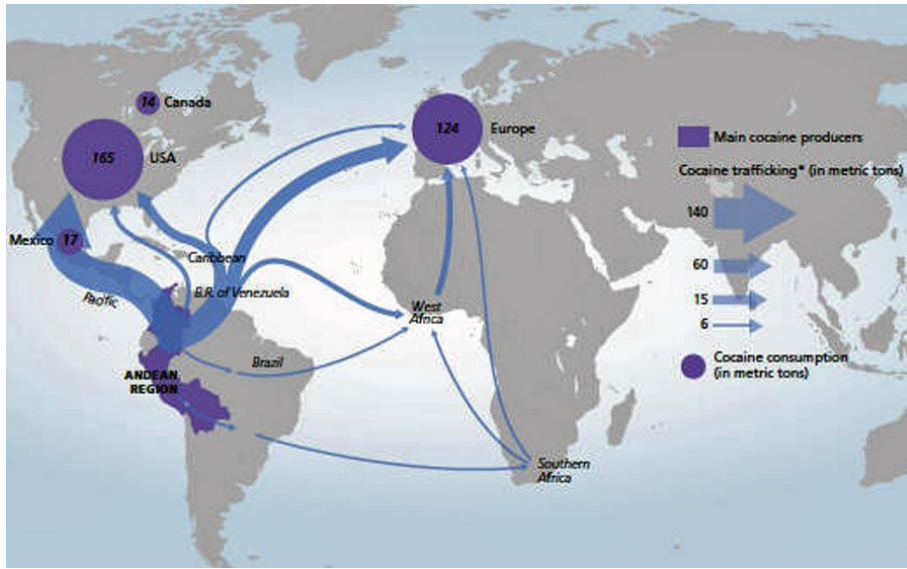 14 Canada
165 USA
124 Europe
Mexico 17
Caribbean
Pacific
B.R. of Venezuela
West
Africa
Brazil
ANDEAN
REGION
Southern
Africa
Main cocaine producers
Cocaine trafficking* (in metric tons)
140
60
15
6
Cocaine consumption
(in metric tons)